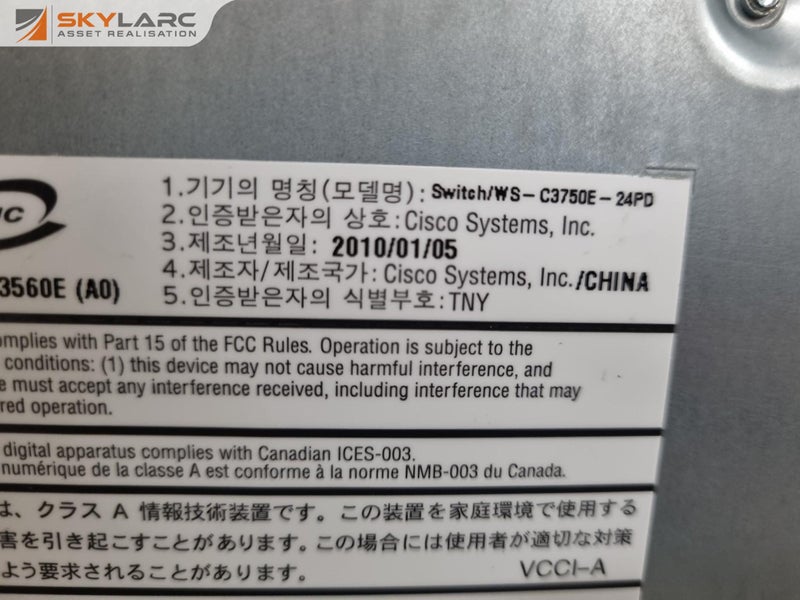 SKYLARC
ASSET REALISATION
1.기기의 명칭(모델명): Switch/WS-C3750E-24PD
2.인증받은자의 상호:Cisco Systems, Inc.
3.제조년월일: 2010/01/05
4.제조자/제조국가:Cisco Systems, Inc./CHINA
5.인증받은자의 식별부호:TNY
3560E (A0)
omplies with Part 15 of the FCC Rules. Operation is subject to the
conditions: (1) this device may not cause harmful interference, and
e must accept any interference received, including interference that may
red operation.
digital apparatus complies with Canadian ICES-003.
numérique de la classe A est conforme à la norme NMB-003 du Canada.
は、クラス A 情報技術装置です。この装置を家庭環境で使用する
害を引き起こすことがあります。この場合には使用者が適切な対策
よう要求されることがあります。 VCCI-A